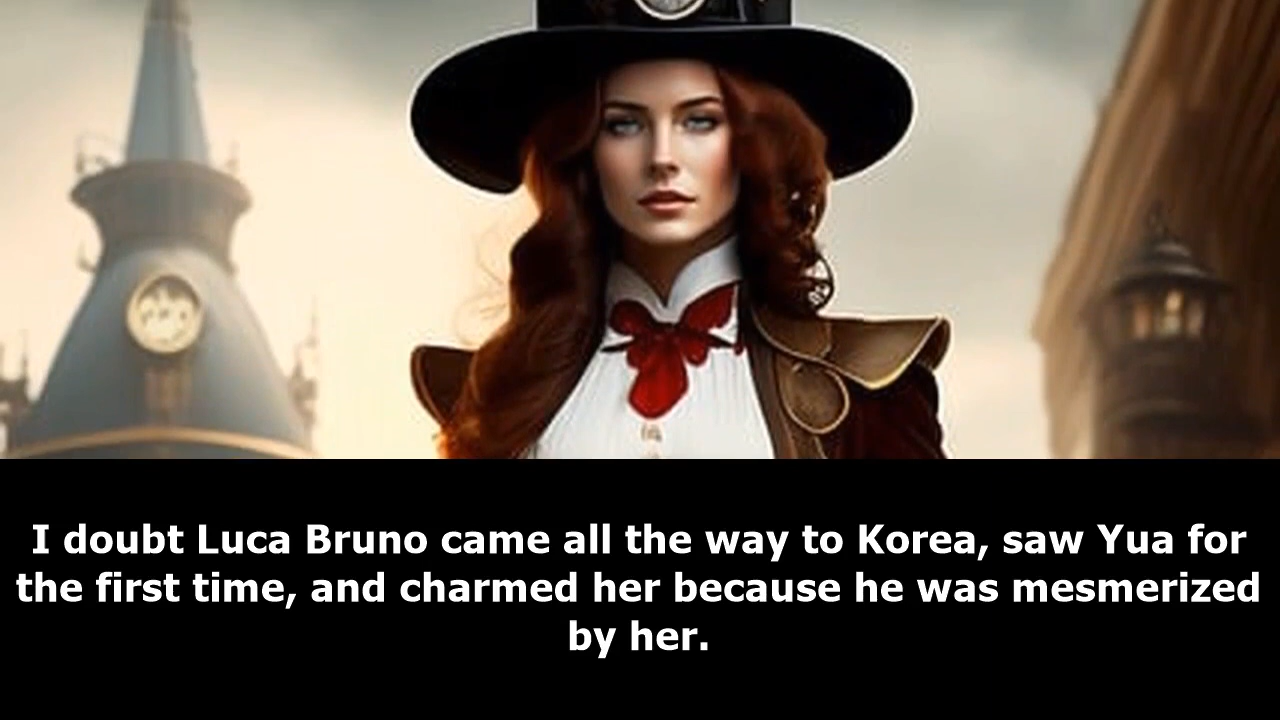 I doubt Luca Bruno came all the way to Korea, saw Yua for
the first time, and charmed her because he was mesmerized
by her.